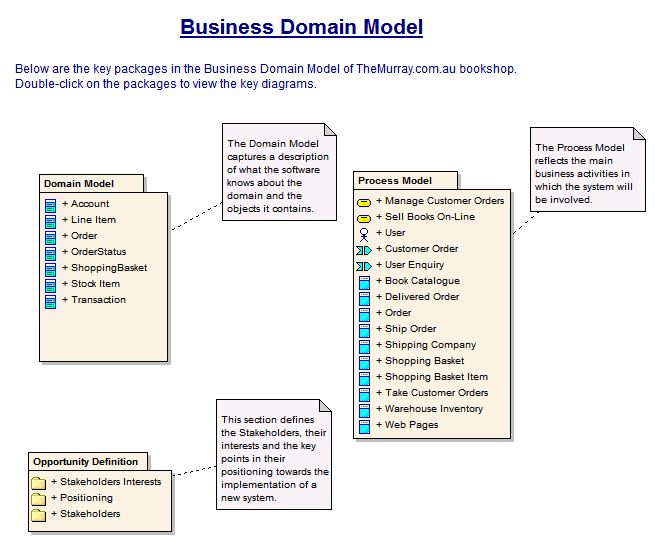 Business Domain Model
Below are the key packages in the Business Domain Model of TheMurray.com.au bookshop.
Double-click on the packages to view the key diagrams.
The Domain Model
captures a description
of what the software
knows about the
domain and the
objects it contains.
The Process Model
reflects the main
business activities in
which the system will
be involved.
Domain Model
+ Account
+ Line Item
+ Order
+ OrderStatus
+ ShoppingBasket
+ Stock Item
+ Transaction
Process Model
+ Manage Customer Orders
+ Sell Books On-Line
+ User
+ Customer Order
+ User Enquiry
+ Book Catalogue
+ Delivered Order
+ Order
+ Ship Order
+ Shipping Company
+ Shopping Basket
+ Shopping Basket Item
+ Take Customer Orders
+ Warehouse Inventory
+ Web Pages
This section defines
the Stakeholders, their
interests and the key
points in their
positioning towards the
implementation of a
new system.
Opportunity Definition
+ Stakeholders Interests
+ Positioning
+ Stakeholders